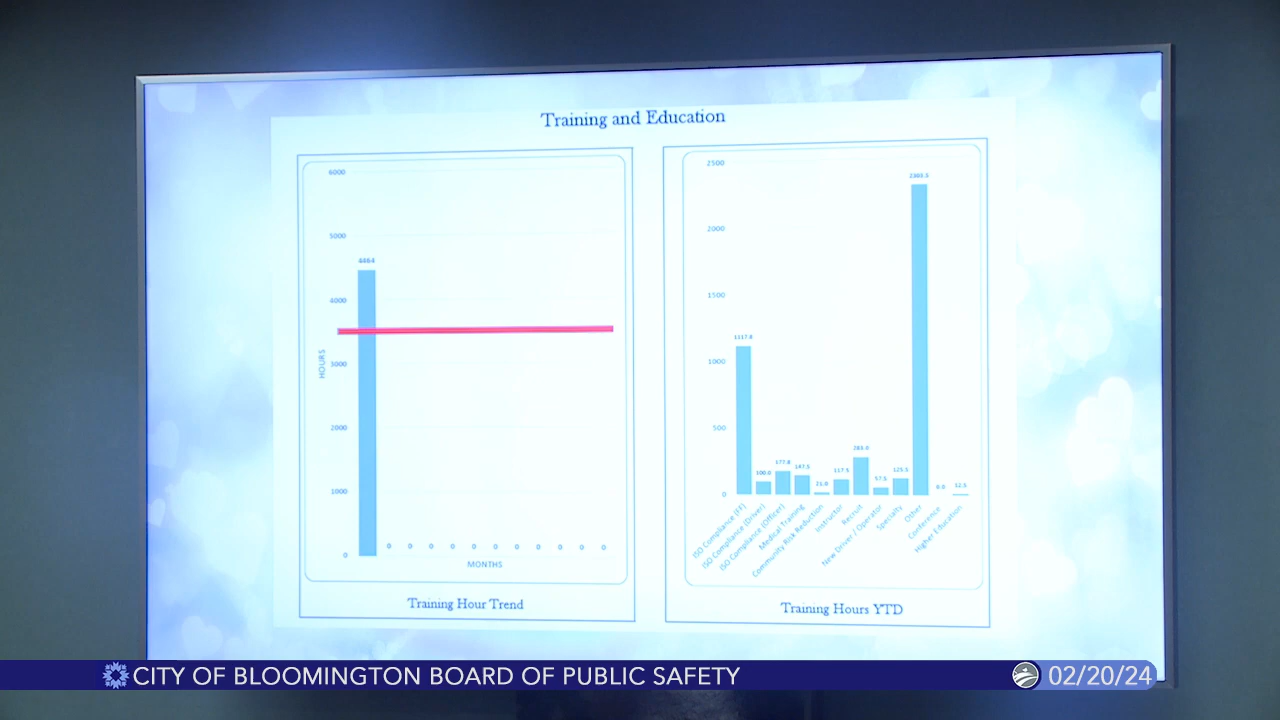 Training and Education
6000
5000
4000
3000
2000
1000
0
HOURS
4464
0 0 0 0 0 0 0 0 0 0 0
MONTHS
Training Hour Trend
2500
2000
1500
1000
500
0
1117.8
100.0
177.8
147.5
21.0
117.5
283.0
57.5
125.5
0.0
12.5
ISO Compliance (FF)
ISO Compliance (Driver)
ISO Compliance (Officer)
Medical Training
Community Risk Reduction
Instructor
Recruit
New Driver / Operator
Specialty
Other
Conference
Higher Education
Training Hours YTD
CITY OF BLOOMINGTON BOARD OF PUBLIC SAFETY
02/20/24